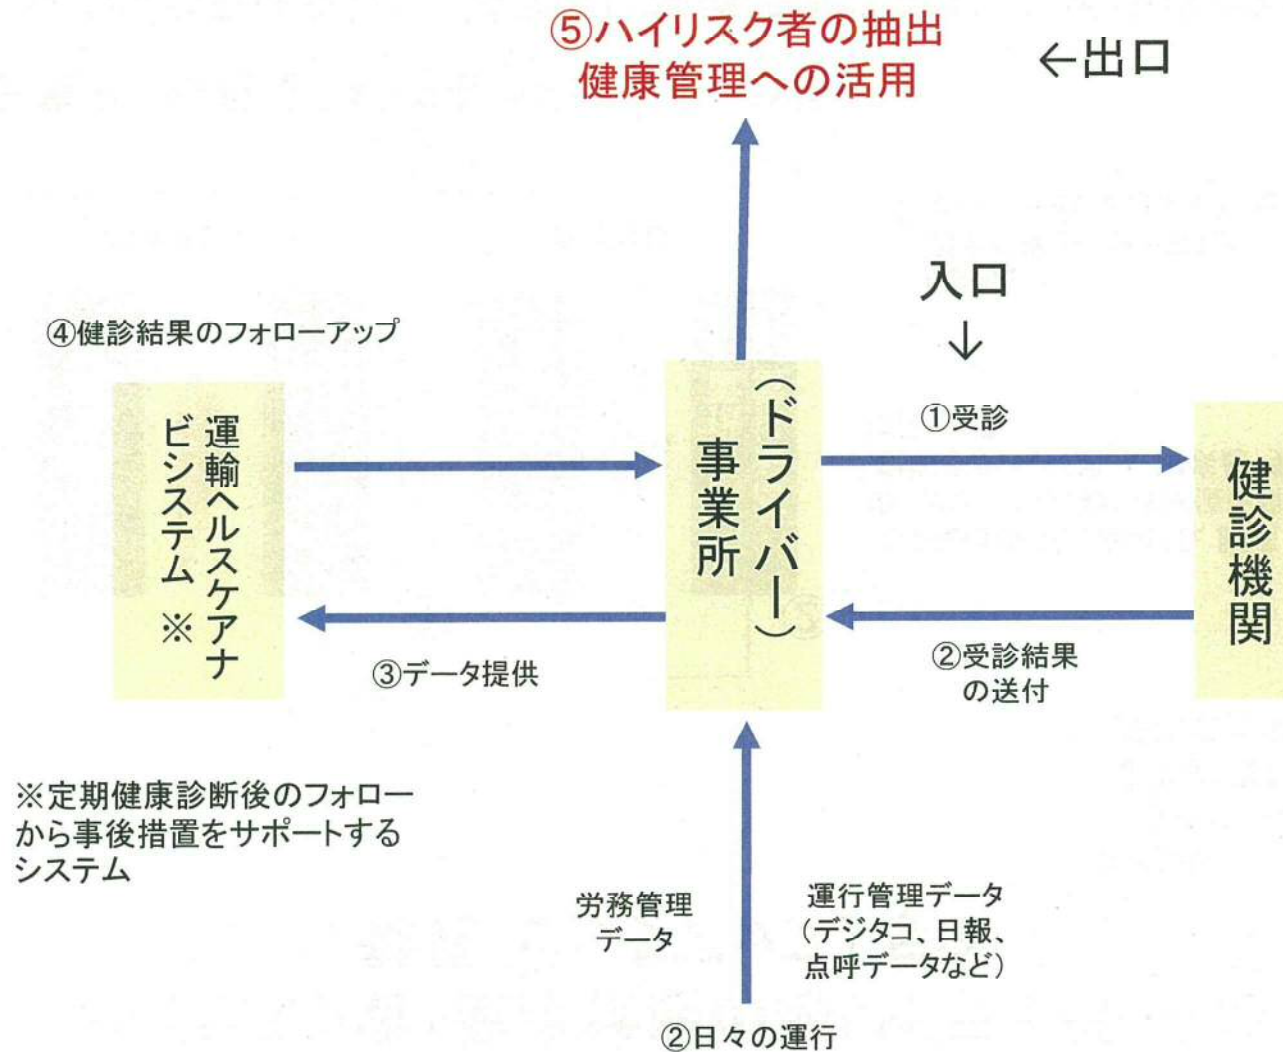 ⑤ハイリスク者の抽出
健康管理への活用
←出口
入口
↓
④健診結果のフォローアップ
運輸ヘルスケアナ
ビシステム ※
(ドライバー)
事業所
①受診
健診機関
③データ提供
②受診結果
の送付
※定期健康診断後のフォロー
から事後措置をサポートする
システム
労務管理
データ
運行管理データ
(デジタコ、日報、
点呼データなど)
②日々の運行